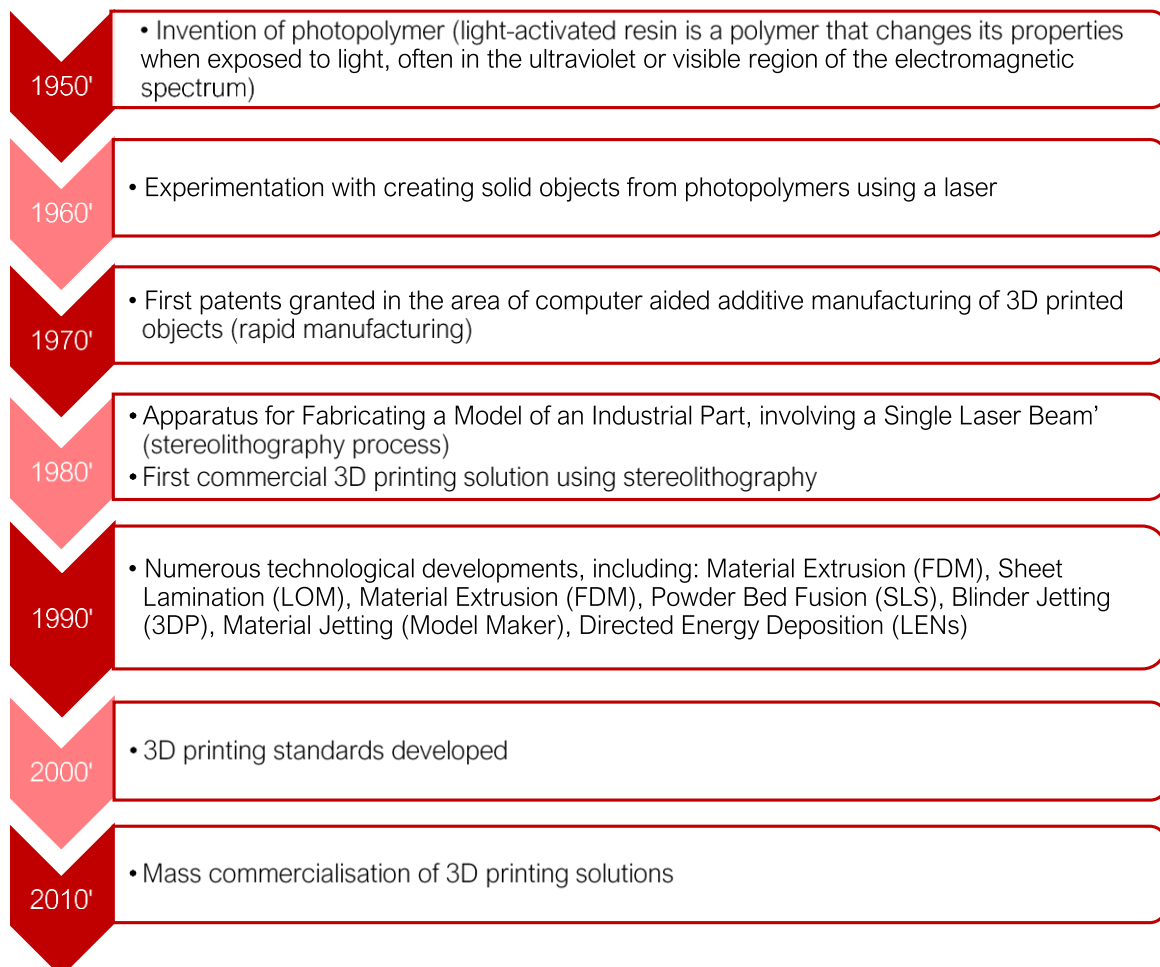 • Invention of photopolymer (light-activated resin is a polymer that changes its properties
when exposed to light, often in the ultraviolet or visible region of the electromagnetic
spectrum)
1950'
• Experimentation with creating solid objects from photopolymers using a laser
1960'
• First patents granted in the area of computer aided additive manufacturing of 3D printed
objects (rapid manufacturing)
1970'
• Apparatus for Fabricating a Model of an Industrial Part, involving a Single Laser Beam’
(stereolithography process)
• First commercial 3D printing solution using stereolithography
1980'
• Numerous technological developments, including: Material Extrusion (FDM), Sheet
Lamination (LOM), Material Extrusion (FDM), Powder Bed Fusion (SLS), Blinder Jetting
(3DP), Material Jetting (Model Maker), Directed Energy Deposition (LENs)
1990'
• 3D printing standards developed
2000'
• Mass commercialisation of 3D printing solutions
2010'